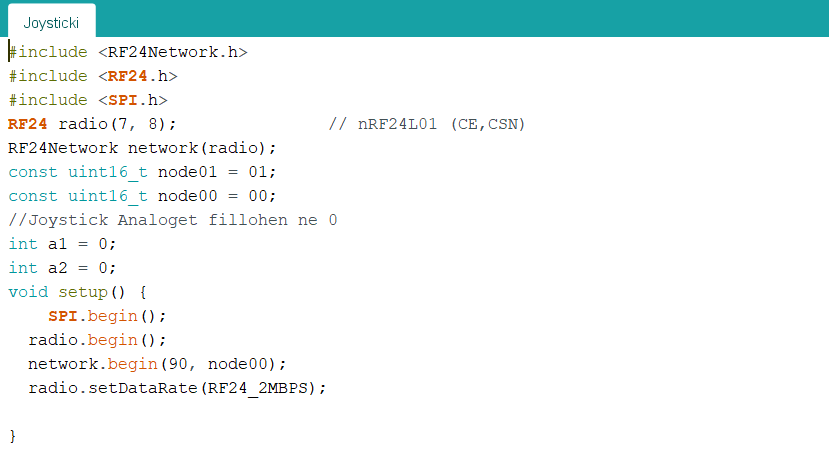 Joysticki
#include <RF24Network.h>
#include <RF24.h>
#include <SPI.h>
RF24 radio(7, 8);               // nRF24L01 (CE,CSN)
RF24Network network(radio);
const uint16_t node01 = 01;
const uint16_t node00 = 00;
//Joystick Analoget fillohen ne 0
int a1 = 0;
int a2 = 0;
void setup() {
    SPI.begin();
  radio.begin();
  network.begin(90, node00);
  radio.setDataRate(RF24_2MBPS);
}